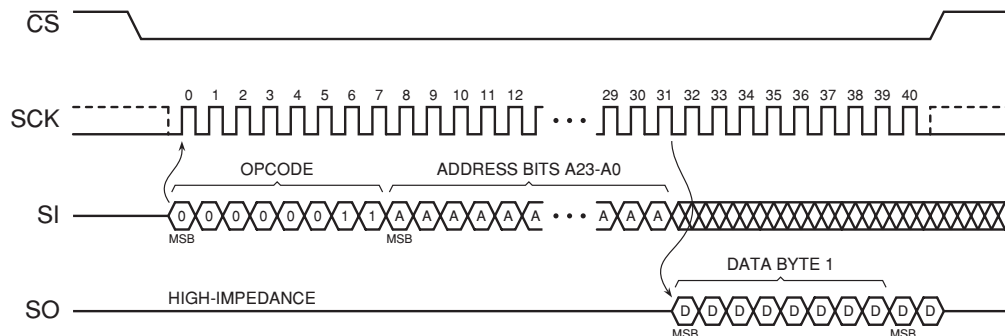 CS
0 1 2 3 4 5 6 7 8 9 10 11 12 29 30 31 32 33 34 35 36 37 38 39 40
SCK
OPCODE ADDRESS BITS A23-A0
SI 0 0 0 0 0 0 1 1 A A A A A A A A A
MSB MSB
DATA BYTE 1
HIGH-IMPEDANCE
SO D D D D D D D D D D
MSB MSB